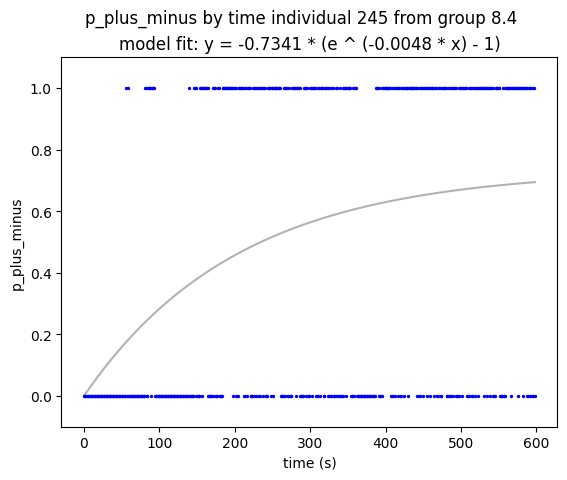 p_plus_minus by time individual 245 from group 8.4
model fit: y = -0.7341 * (e ^ (-0.0048 * x) - 1)
1.0
0.8
0.6
0.4
0.2
0.0
p_plus_minus
0 100 200 300 400 500 600
time (s)